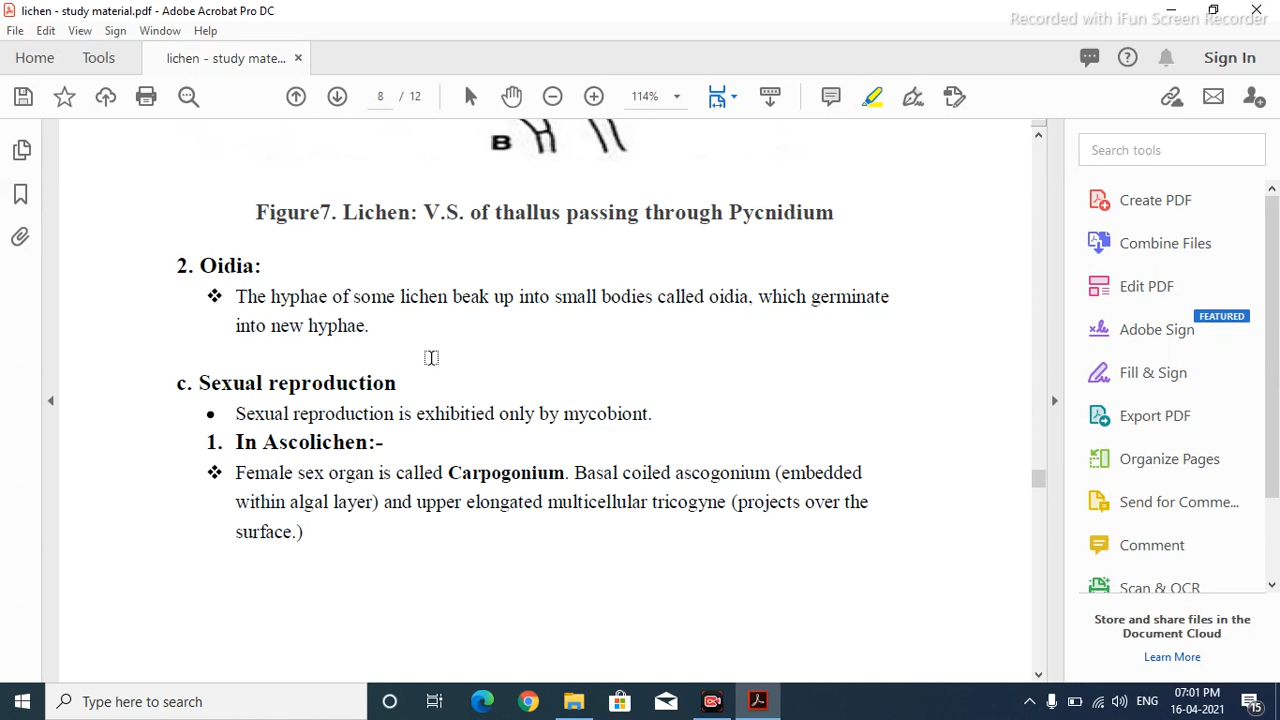 lichen - study material.pdf - Adobe Acrobat Pro DC
Recorded with iFun Screen Recorder
File Edit View Sign Window Help
Home Tools lichen - study mate... × Sign In
8 / 12 114%
B
Figure7. Lichen: V.S. of thallus passing through Pycnidium
2. Oidia:
❖ The hyphae of some lichen beak up into small bodies called oidia, which germinate
into new hyphae.
c. Sexual reproduction
• Sexual reproduction is exhibitied only by mycobiont.
1. In Ascolichen:-
❖ Female sex organ is called Carpogonium. Basal coiled ascogonium (embedded
within algal layer) and upper elongated multicellular tricogyne (projects over the
surface.)
Search tools
Create PDF
Combine Files
Edit PDF
FEATURED
Adobe Sign
Fill & Sign
Export PDF
Organize Pages
Send for Comme...
Comment
Scan & OCR
Store and share files in the
Document Cloud
Learn More
Type here to search
ENG
07:01 PM
16-04-2021
15